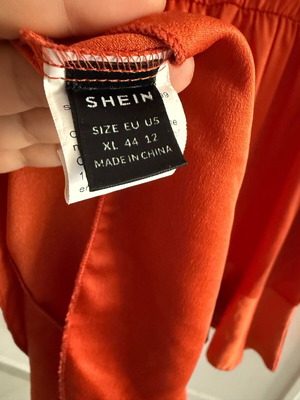 SHEIN
SIZE EU US
XL 44 12
MADE IN CHINA